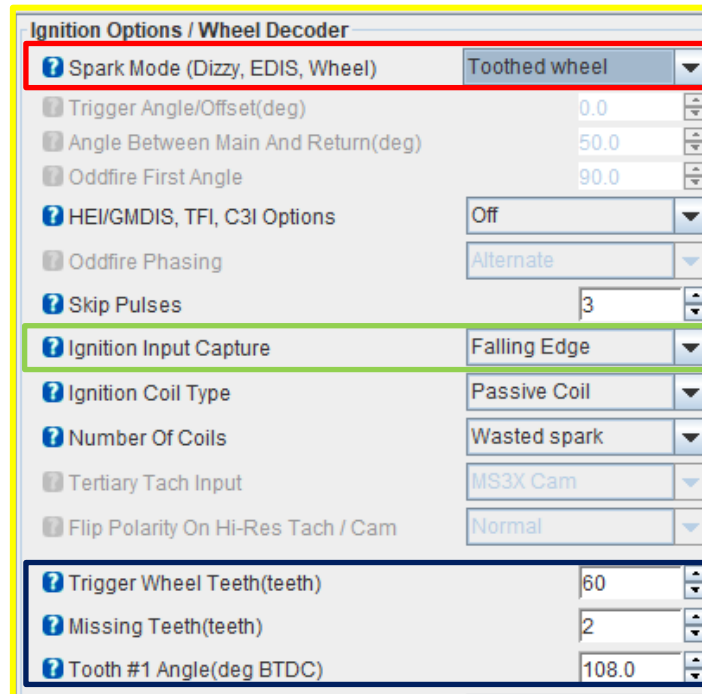 Ignition Options / Wheel Decoder
Spark Mode (Dizzy, EDIS, Wheel) Toothed wheel
Trigger Angle/Offset(deg) 0.0
Angle Between Main And Return(deg) 50.0
Oddfire First Angle 90.0
HEI/GMDIS, TFI, C3I Options Off
Oddfire Phasing Alternate
Skip Pulses 3
Ignition Input Capture Falling Edge
Ignition Coil Type Passive Coil
Number Of Coils Wasted spark
Tertiary Tach Input MS3X Cam
Flip Polarity On Hi-Res Tach / Cam Normal
Trigger Wheel Teeth(teeth) 60
Missing Teeth(teeth) 2
Tooth #1 Angle(deg BTDC) 108.0